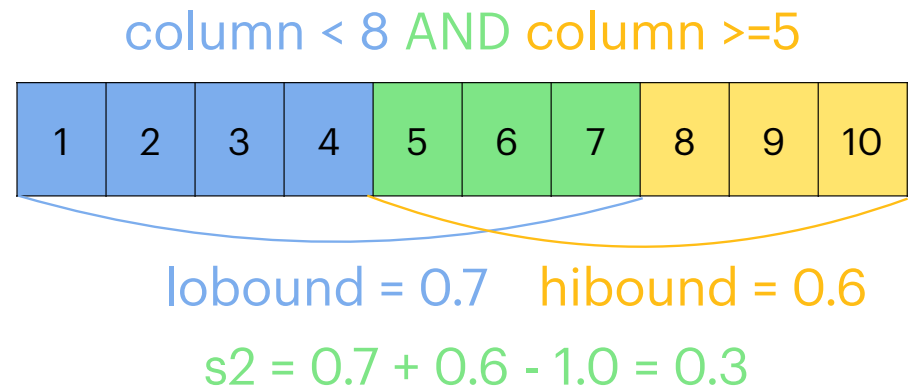 column < 8 AND column >=5
1 2 3 4 5 6 7 8 9 10
lobound = 0.7 hibound = 0.6
s2 = 0.7 + 0.6 - 1.0 = 0.3